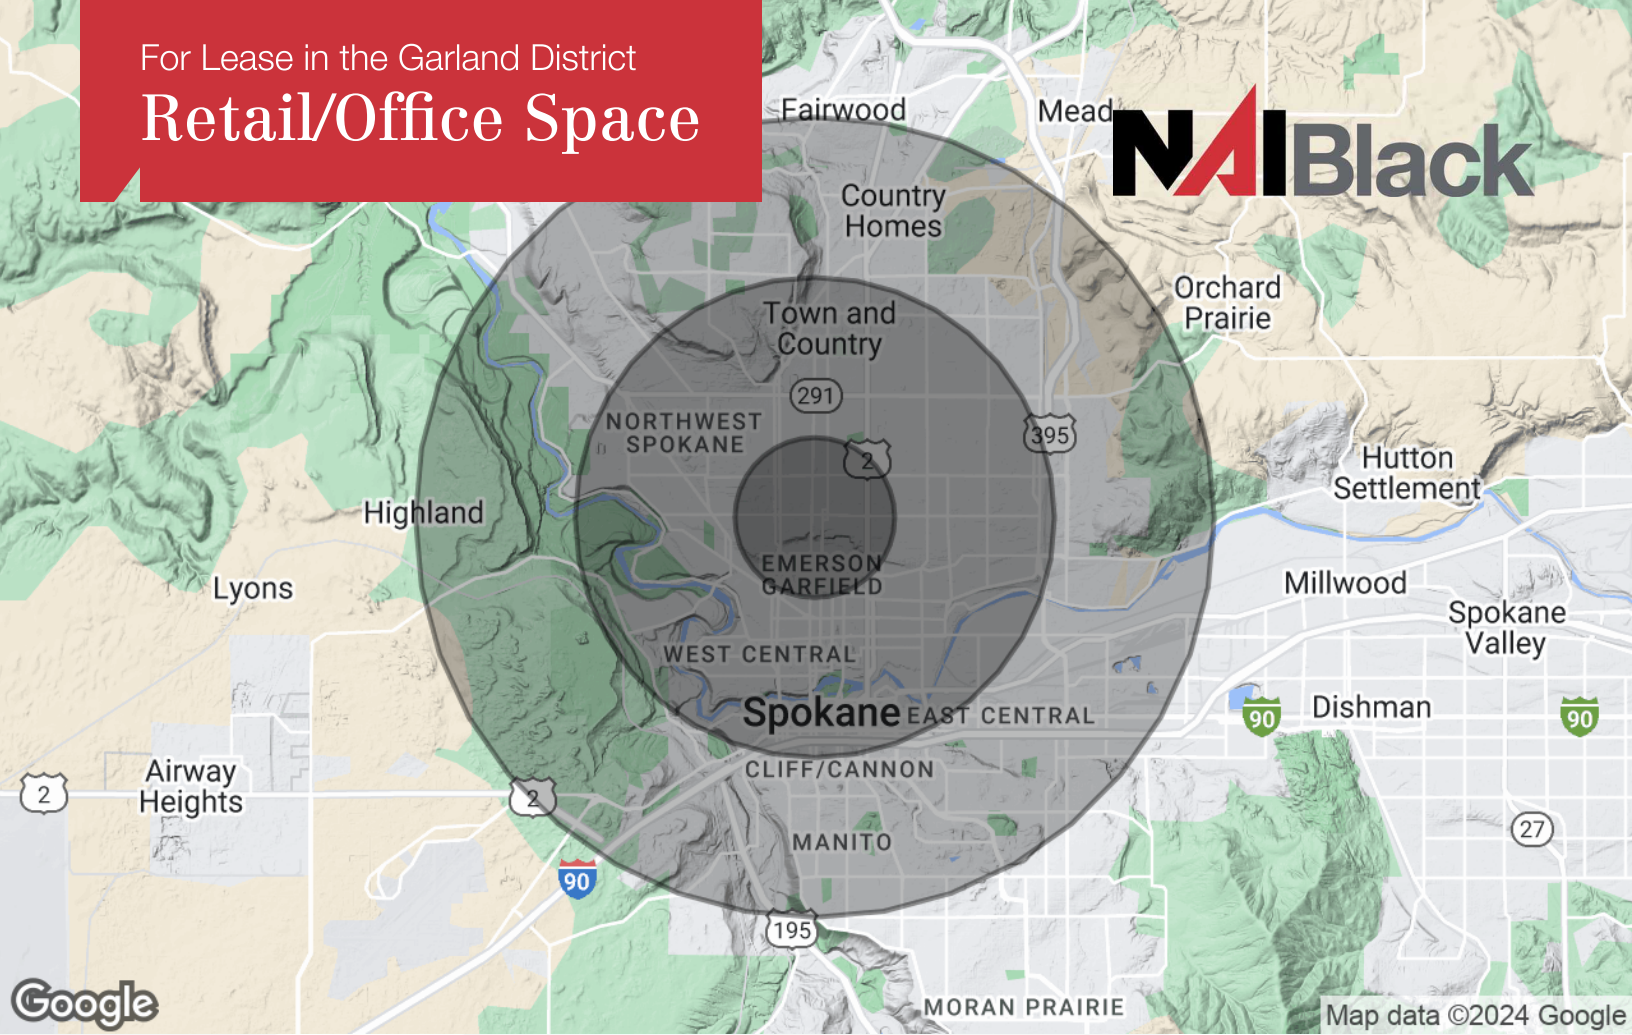 For Lease in the Garland District
Retail/Office Space
Fairwood
Mead
NAI Black
Country
Homes
Orchard
Prairie
Town and
Country
291
NORTHWEST
SPOKANE
395
2
Hutton
Settlement
Highland
EMERSON
GARFIELD
Lyons
Millwood
Spokane
Valley
WEST CENTRAL
Spokane
EAST CENTRAL
Dishman
90
90
CLIFF/CANNON
Airway
Heights
2
2
27
MANITO
90
195
Google
MORAN PRAIRIE
Map data ©2024 Google